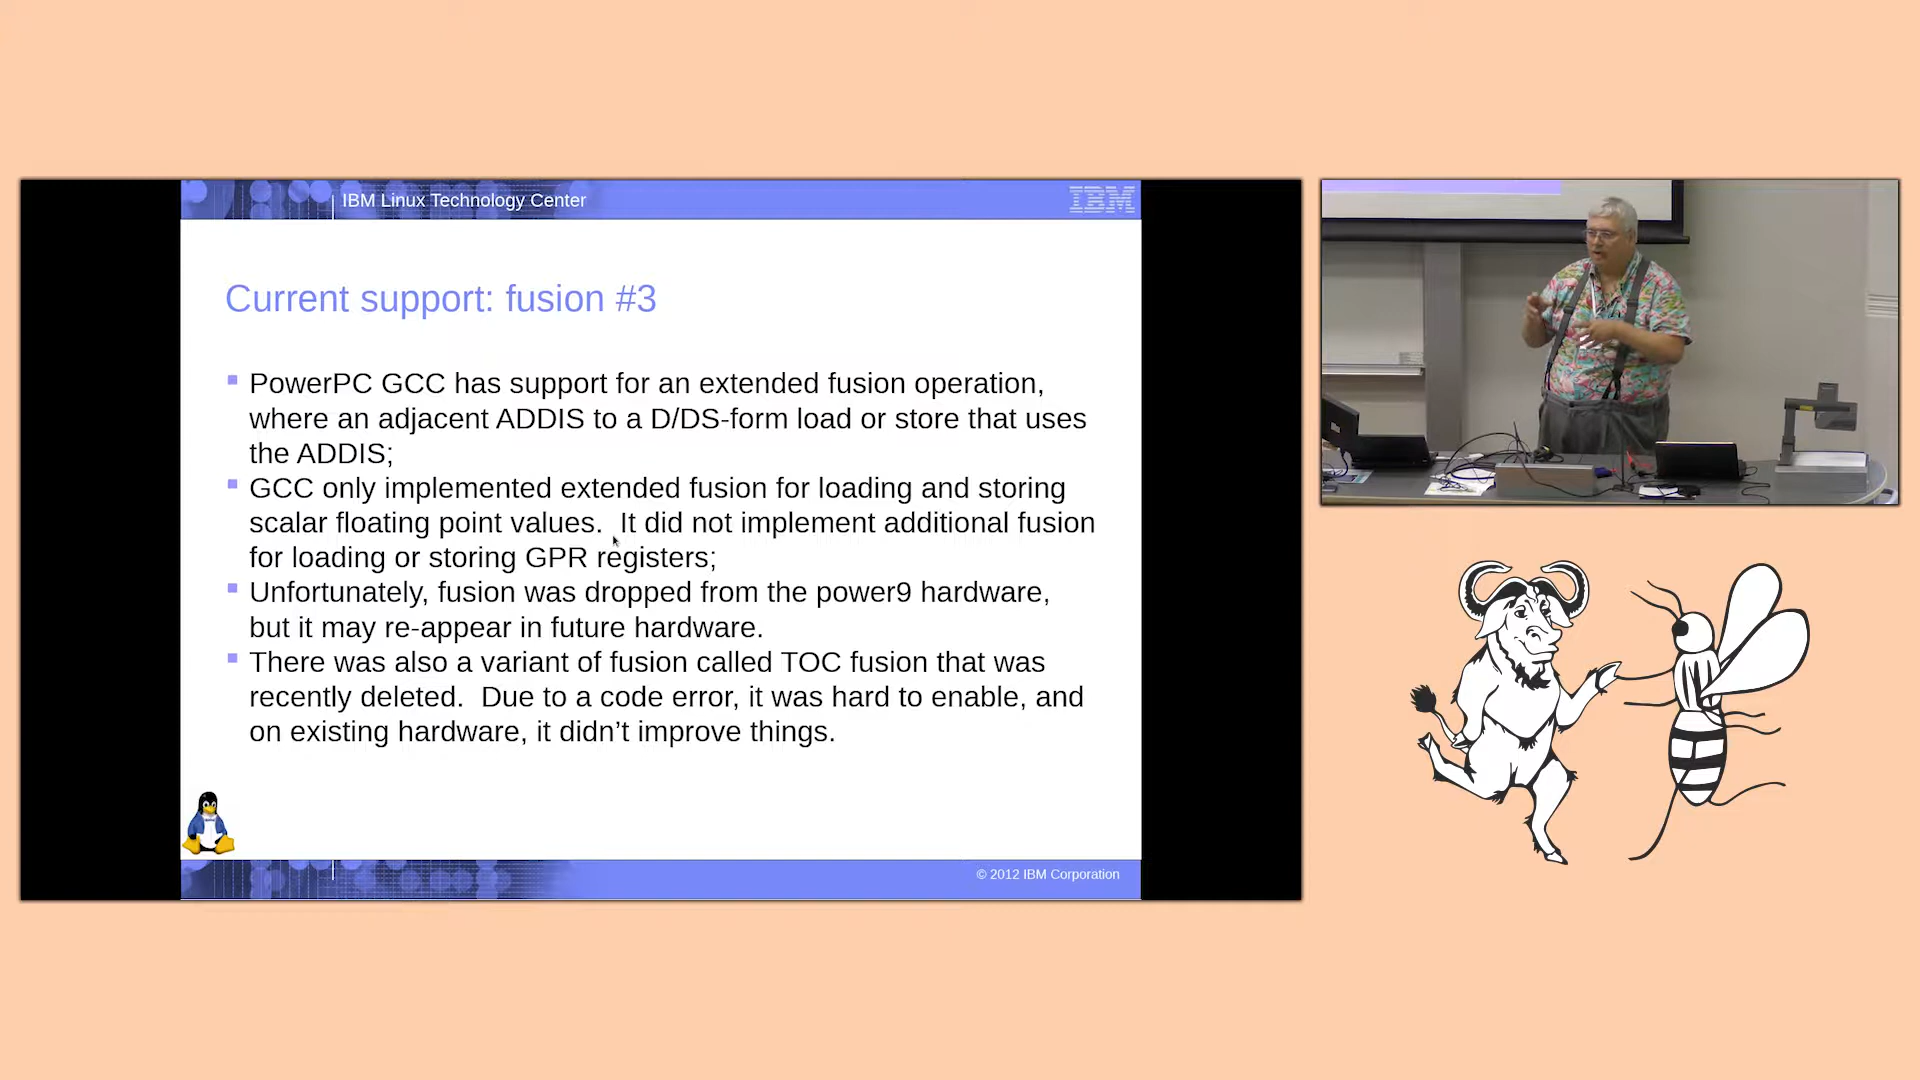 IBM Linux Technology Center
IBM
Current support: fusion #3
PowerPC GCC has support for an extended fusion operation,
where an adjacent ADDIS to a D/DS-form load or store that uses
the ADDIS;
GCC only implemented extended fusion for loading and storing
scalar floating point values.  It did not implement additional fusion
for loading or storing GPR registers;
Unfortunately, fusion was dropped from the power9 hardware,
but it may re-appear in future hardware.
There was also a variant of fusion called TOC fusion that was
recently deleted.  Due to a code error, it was hard to enable, and
on existing hardware, it didn’t improve things.
© 2012 IBM Corporation